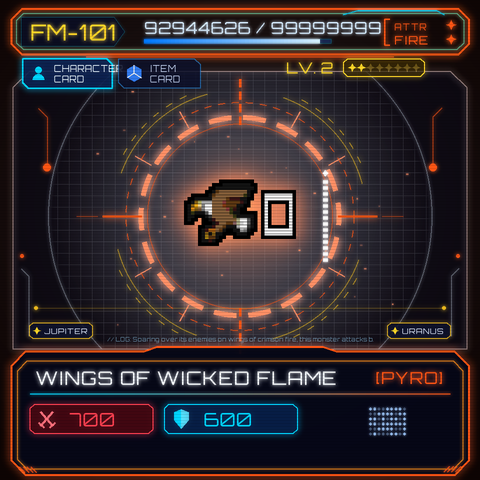 FM-101
92944626 / 99999999
ATTR
FIRE
CHARACTER
CARD
ITEM
CARD
LV. 2
JUPITER
URANUS
// LOG: Soaring over its enemies on wings of crimson fire, this monster attacks b
WINGS OF WICKED FLAME
[PYRO]
700
600